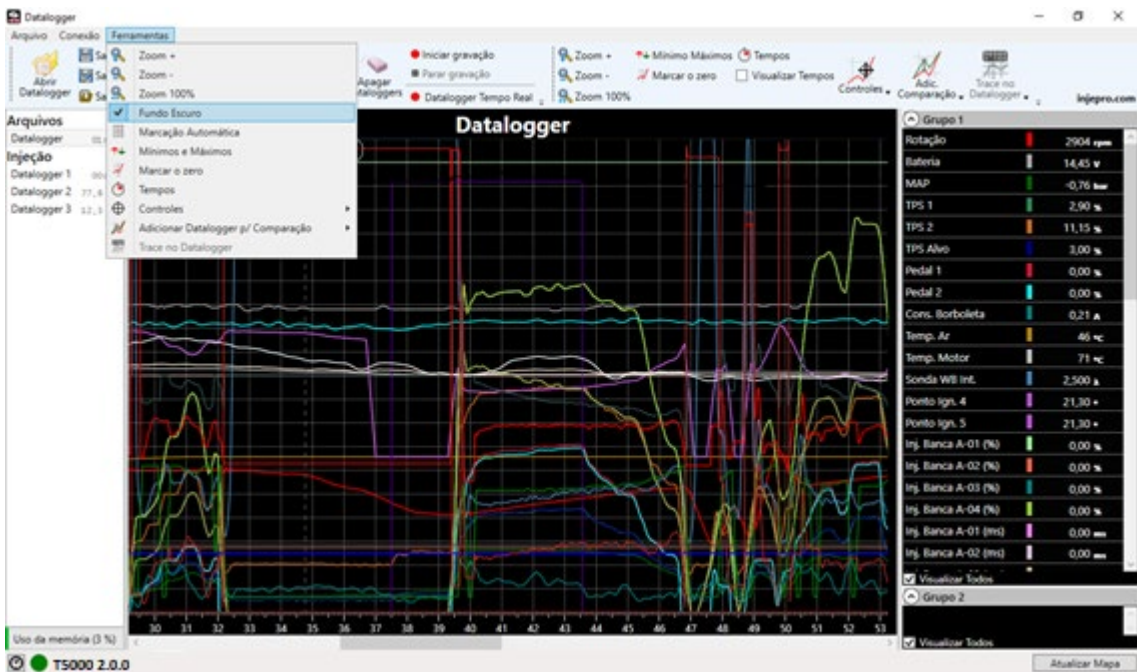 Datalogger
Arquivo Conexão Ferramentas
Abrir Datalogger
Sa
Sa
Sa
Zoom +
Zoom -
Zoom 100%
Fundo Escuro
Marcação Automática
Mínimos e Máximos
Marcar o zero
Tempos
Controles
Adicionar Datalogger p/ Comparação
Trace no Datalogger
Apagar
Iniciar gravação
Parar gravação
Datalogger Tempo Real
Zoom +
Zoom -
Zoom 100%
Mínimo Máximos
Marcar o zero
Tempos
Visualizar Tempos
Controles
Adic. Comparação
Trace no Datalogger
injepro.com
Arquivos
Datalogger
Injeção
Datalogger 1
Datalogger 2
Datalogger 3
Datalogger
30 31 32 33 34 35 36 37 38 39 40 41 42 43 44 45 46 47 48 49 50 51 52 53
Grupo 1
Rotação 2904 rpm
Bateria 14,45 v
MAP -0,76 bar
TPS 1 2,90 %
TPS 2 11,15 %
TPS Alvo 3,00 %
Pedal 1 0,00 %
Pedal 2 0,00 %
Cons. Borboleta 0,21 A
Temp. Ar 46 °C
Temp. Motor 71 °C
Sonda WB Int. 2,500
Ponto Ign. 4 21,30
Ponto Ign. 5 21,30
Inj. Banca A-01 (%) 0,00 %
Inj. Banca A-02 (%) 0,00 %
Inj. Banca A-03 (%) 0,00 %
Inj. Banca A-04 (%) 0,00 %
Inj. Banca A-01 (ms) 0,00 ms
Inj. Banca A-02 (ms) 0,00 ms
Visualizar Todos
Grupo 2
Visualizar Todos
Uso da memória (3 %)
T5000 2.0.0
Atualizar Mapa